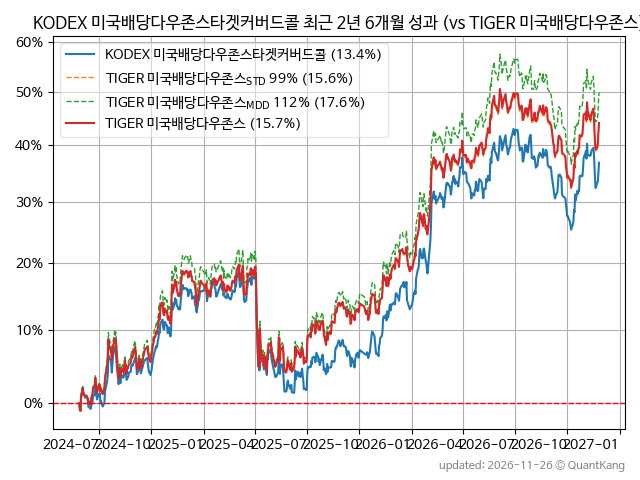 KODEX 미국배당다우존스타겟커버드콜 최근 2년 6개월 성과 (vs TIGER 미국배당다우존스)
60%
50%
40%
30%
20%
10%
0%
KODEX 미국배당다우존스타겟커버드콜 (13.4%)
TIGER 미국배당다우존스STD 99% (15.6%)
TIGER 미국배당다우존스MDD 112% (17.6%)
TIGER 미국배당다우존스 (15.7%)
2024-07 2024-10 2025-01 2025-04 2025-07 2025-10 2026-01 2026-04 2026-07 2026-10 2027-01
updated: 2026-11-26 ⓒ QuantKang